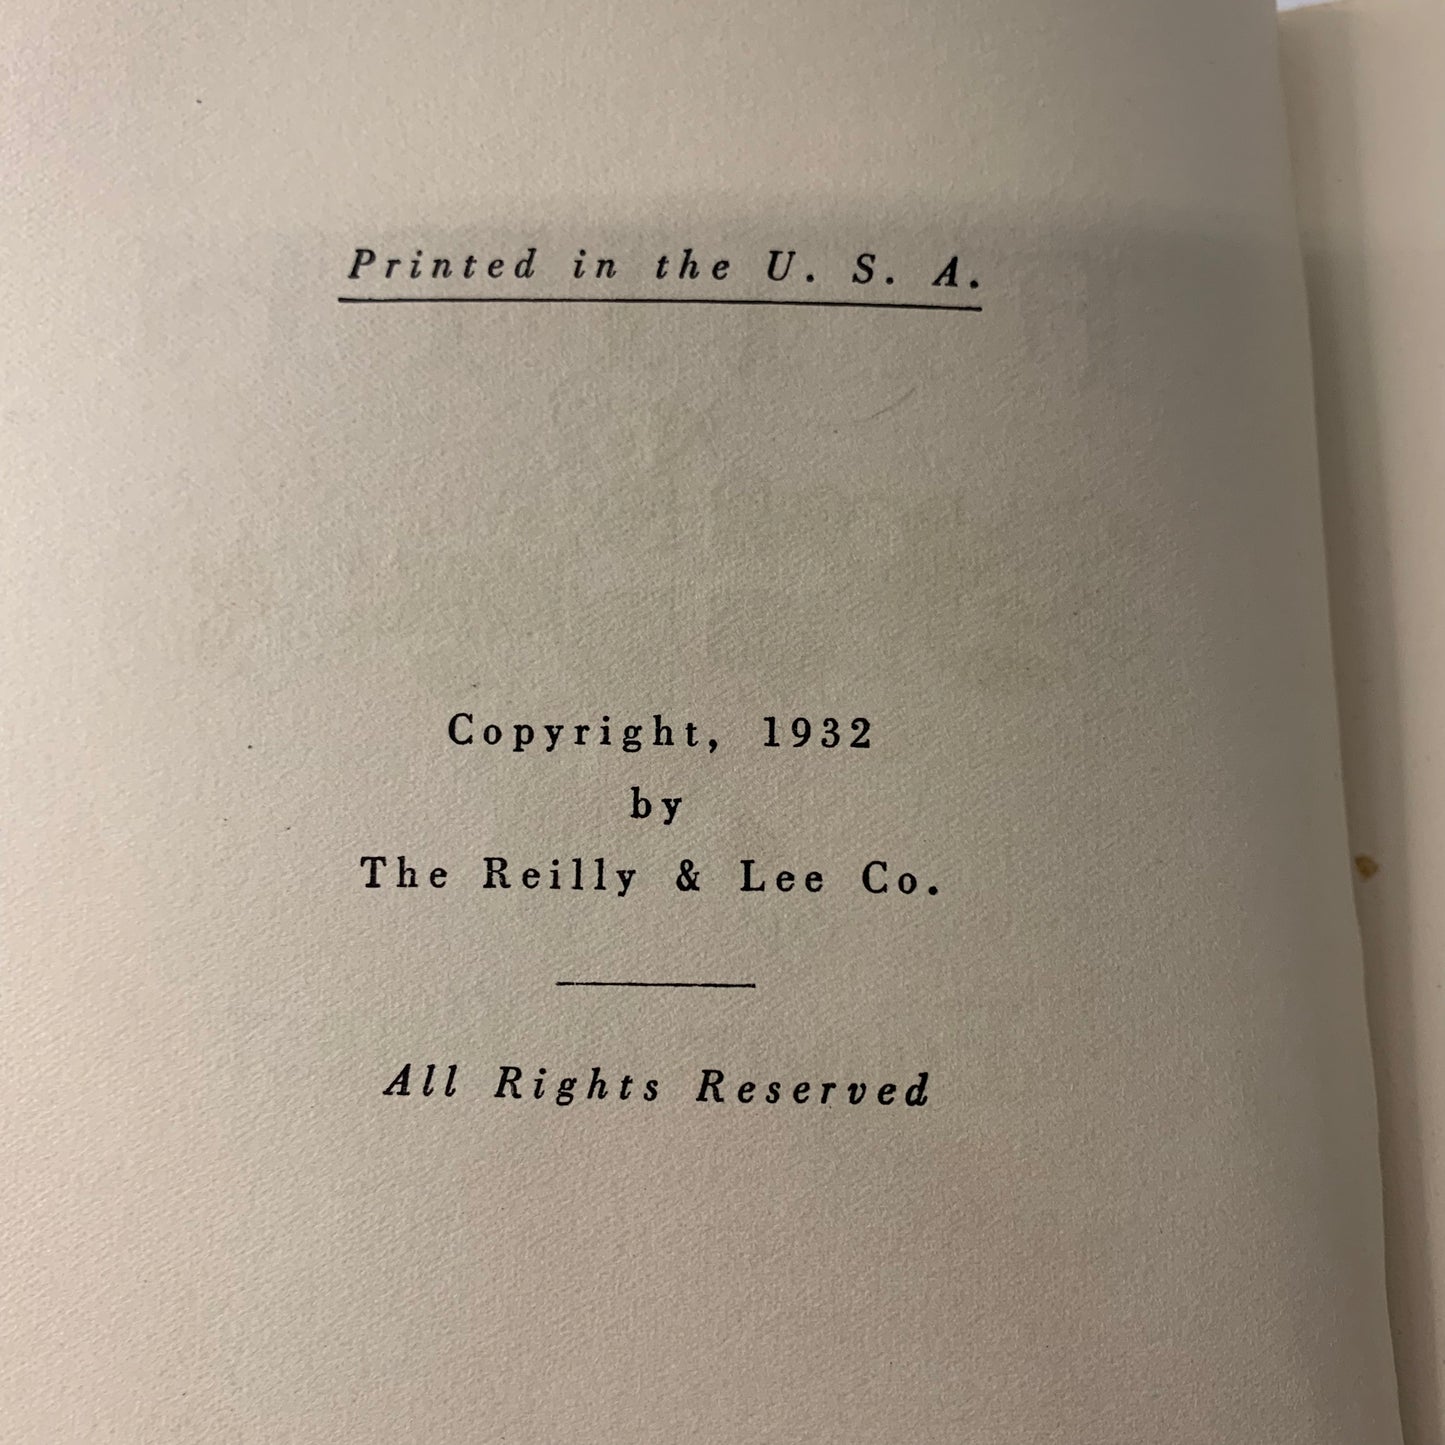 Printed in the U. S. A.
Copyright, 1932
by
The Reilly & Lee Co.
All Rights Reserved